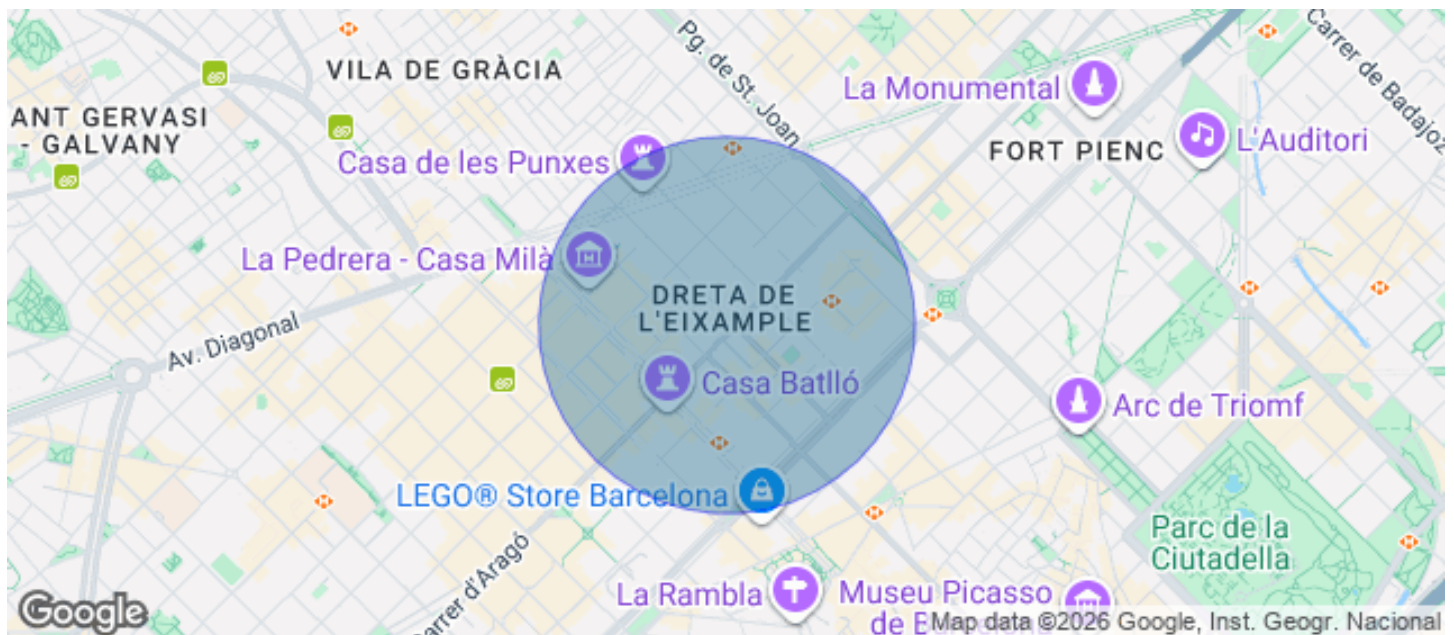 Pg. de St. Joan
Carrer de Badajoz
VILA DE GRÀCIA
La Monumental
ANT GERVASI
- GALVANY
Casa de les Punxes
FORT PIENC
L'Auditori
La Pedrera - Casa Milà
DRETA DE
L'EIXAMPLE
Av. Diagonal
Casa Batlló
Arc de Triomf
LEGO® Store Barcelona
Carrer d'Aragó
Parc de la
Ciutadella
La Rambla
Museu Picasso
de B
Google
Map data ©2026 Google, Inst. Geogr. Nacional